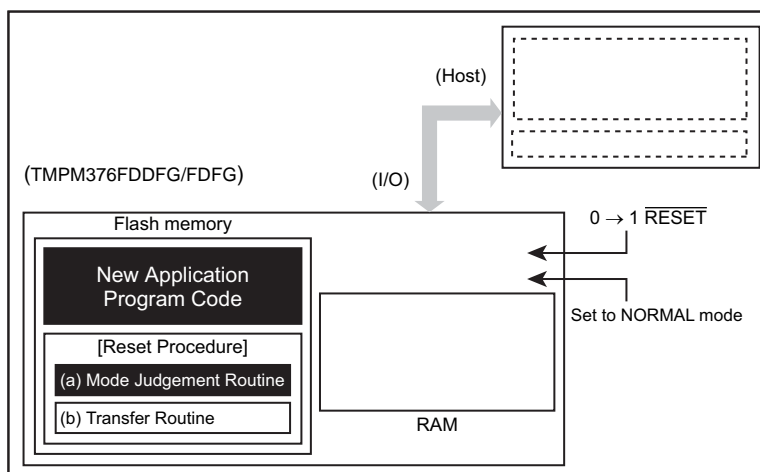 (Host)
(TMPM376FDDFG/FDFG)
(I/O)
0 → 1 RESET
Flash memory
New Application
Program Code
Set to NORMAL mode
[Reset Procedure]
(a) Mode Judgement Routine
(b) Transfer Routine
RAM